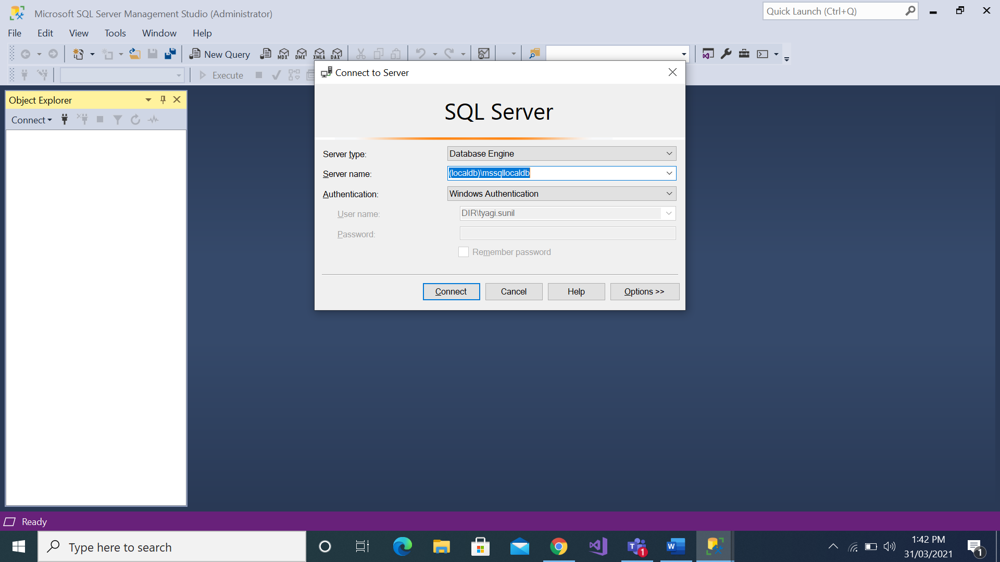 Microsoft SQL Server Management Studio (Administrator)
Quick Launch (Ctrl+Q)
File Edit View Tools Window Help
New Query MDX DMX XMLA DAX
Execute
Connect to Server
SQL Server
Object Explorer
Connect
Server type: Database Engine
Server name: (localdb)\mssqllocaldb
Authentication: Windows Authentication
User name: DIR\tyagi.sunil
Password:
Remember password
Connect Cancel Help Options >>
Ready
Type here to search
T 1
W
1:42 PM
31/03/2021
1